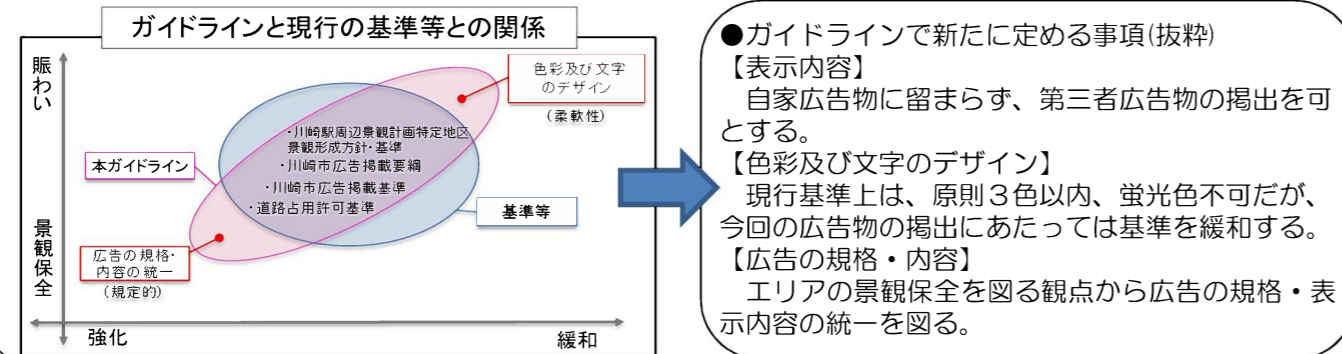 ガイドラインと現行の基準等との関係
賑わい
色彩及び文字
のデザイン
(柔軟性)
・川崎駅周辺景観計画特定地区
景観形成方針・基準
・川崎市広告掲載要綱
・川崎市広告掲載基準
・道路占用許可基準
本ガイドライン
基準等
景観保全
広告の規格・
内容の統一
(規定的)
強化
緩和
●ガイドラインで新たに定める事項(抜粋)
【表示内容】
自家広告物に留まらず、第三者広告物の掲出を可
とする。
【色彩及び文字のデザイン】
現行基準上は、原則３色以内、蛍光色不可だが、
今回の広告物の掲出にあたっては基準を緩和する。
【広告の規格・内容】
エリアの景観保全を図る観点から広告の規格・表
示内容の統一を図る。